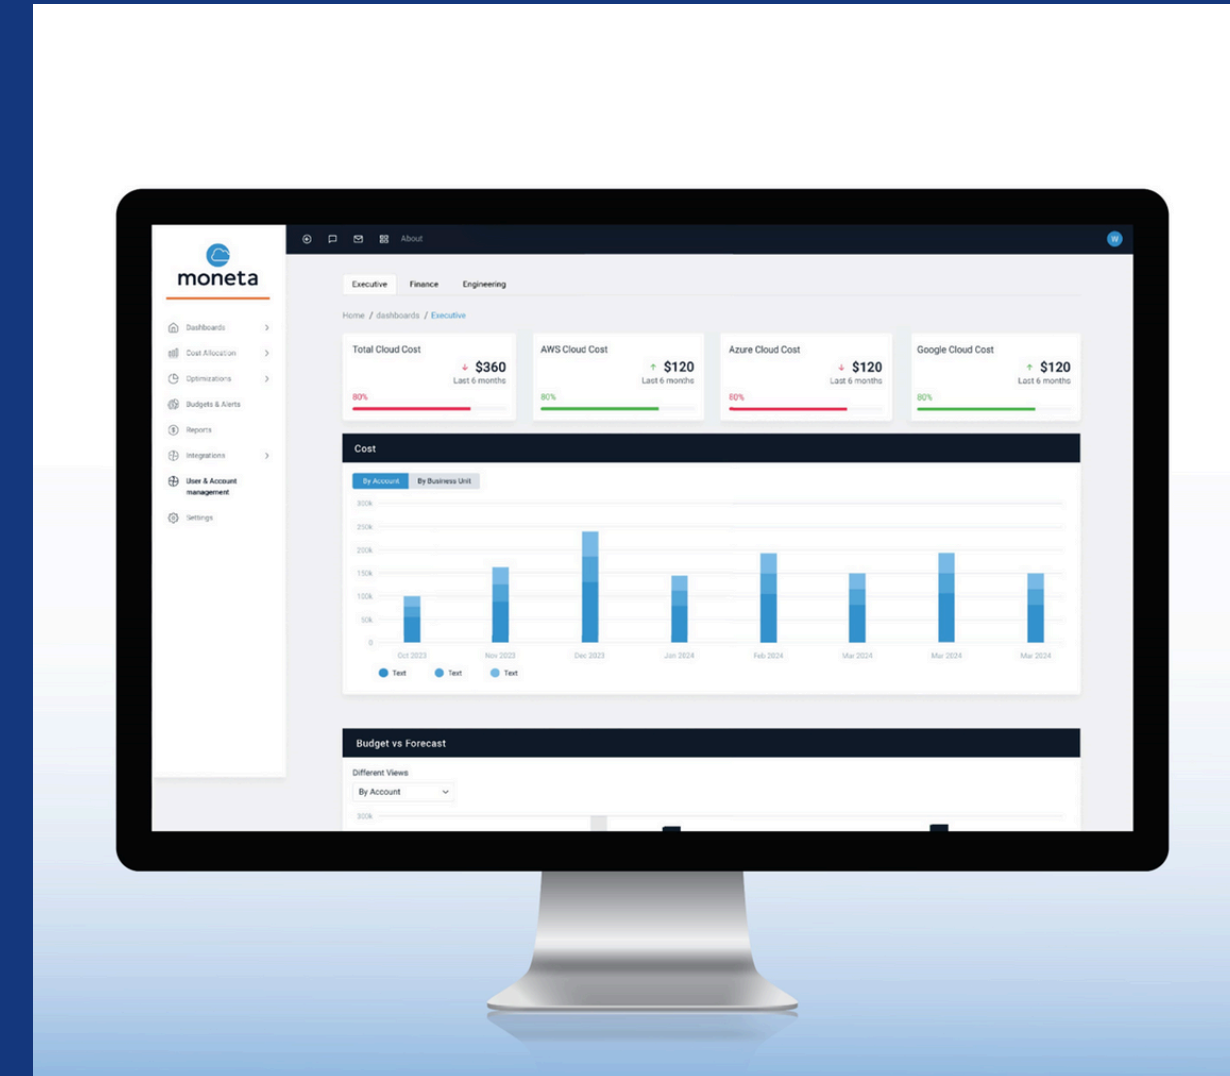 moneta
Dashboards
Cost Allocation
Optimizations
Budgets & Alerts
Reports
Integrations
User & Account
management
Settings
About
W
Executive Finance Engineering
Home / dashboards / Executive
Total Cloud Cost
↓ $360
Last 6 months
80%
AWS Cloud Cost
↑ $120
Last 6 months
80%
Azure Cloud Cost
↓ $120
Last 6 months
80%
Google Cloud Cost
↑ $120
Last 6 months
80%
Cost
By Account By Business Unit
300k
250k
200k
150k
100k
50k
0
Oct 2023 Nov 2023 Dec 2023 Jan 2024 Feb 2024 Mar 2024 Mar 2024 Mar 2024
Text Text Text
Budget vs Forecast
Different Views
By Account
300k